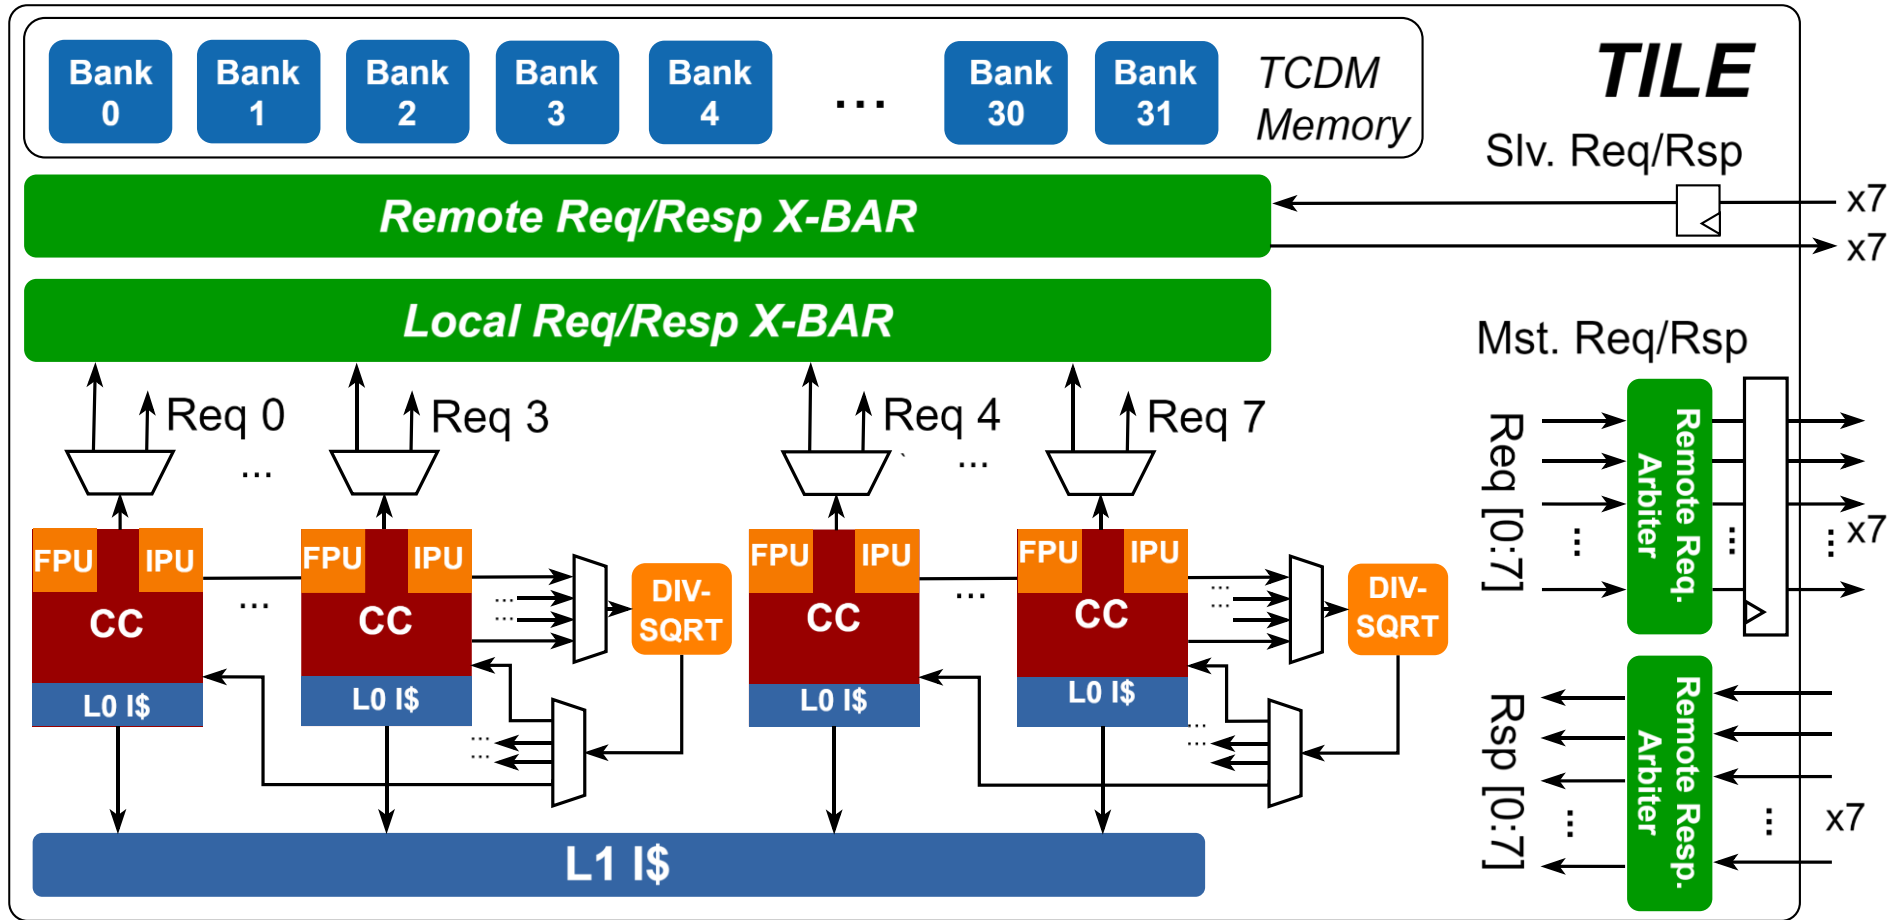 TILE
Bank 0
Bank 1
Bank 2
Bank 3
Bank 4
...
Bank 30
Bank 31
TCDM
Memory
Slv. Req/Rsp
Remote Req/Resp X-BAR
x7
x7
Local Req/Resp X-BAR
Mst. Req/Rsp
Req 0
...
Req 3
Req 4
...
Req 7
Req [0:7]
...
Remote Req.
Arbiter
...
...
x7
FPU
IPU
CC
L0 I$
...
FPU
IPU
CC
L0 I$
...
...
DIV-
SQRT
...
...
FPU
IPU
CC
L0 I$
...
FPU
IPU
CC
L0 I$
...
...
DIV-
SQRT
...
...
Rsp [0:7]
...
Remote Resp.
Arbiter
...
x7
L1 I$